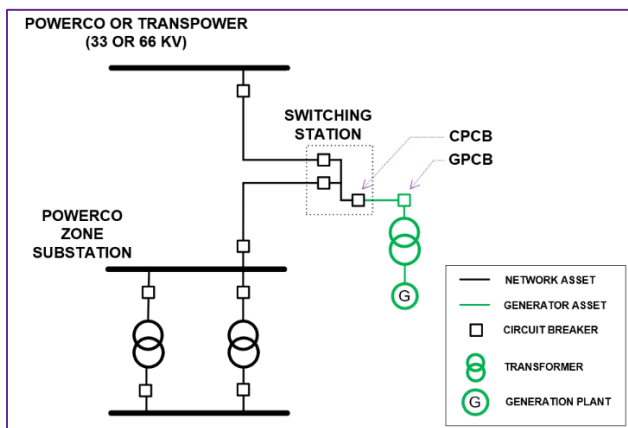 POWERCO OR TRANSPOWER
(33 OR 66 KV)
SWITCHING
STATION
CPCB
GPCB
POWERCO
ZONE
SUBSTATION
G
NETWORK ASSET
GENERATOR ASSET
CIRCUIT BREAKER
TRANSFORMER
G GENERATION PLANT